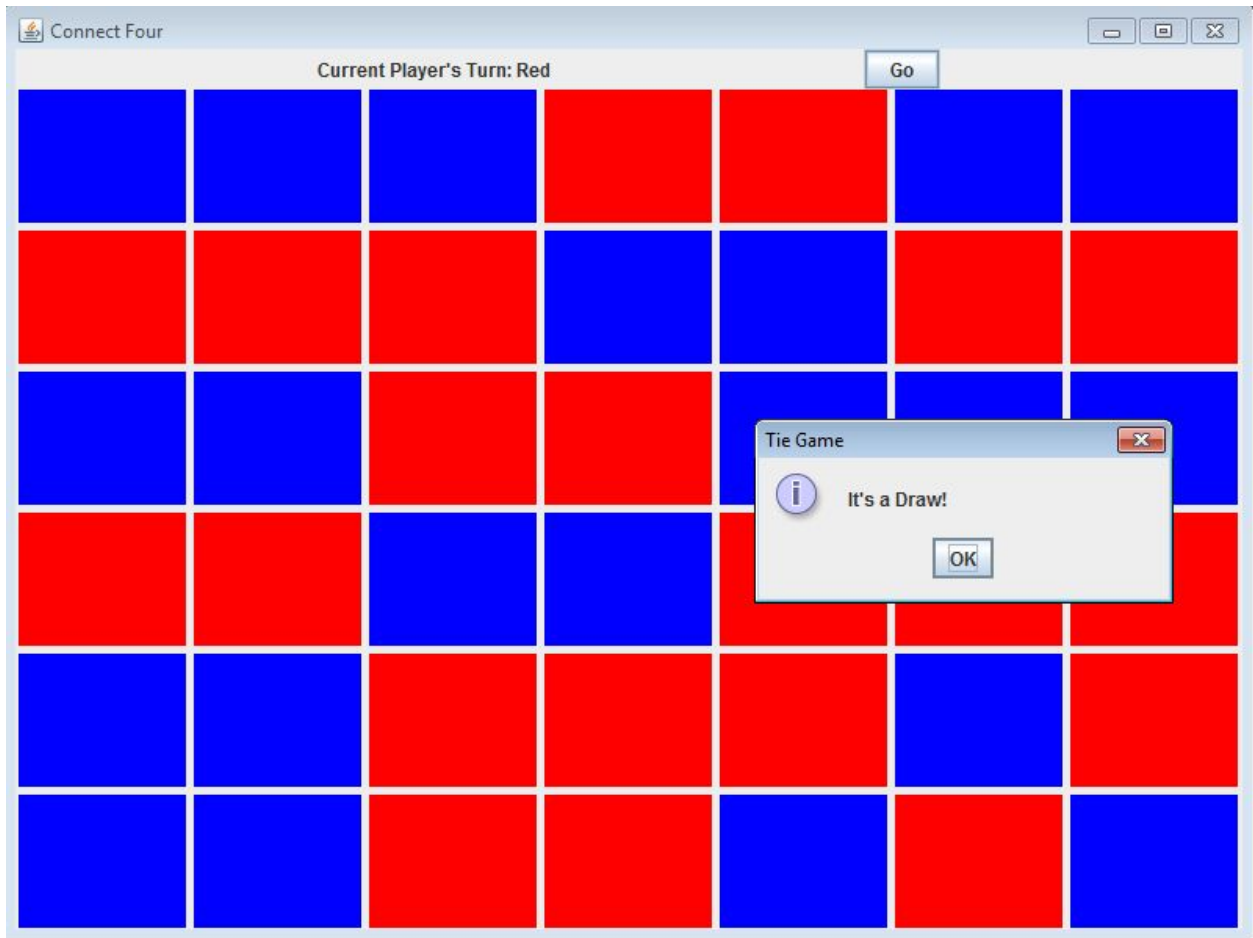 Connect Four
Current Player's Turn: Red
Go
Tie Game
It's a Draw!
OK